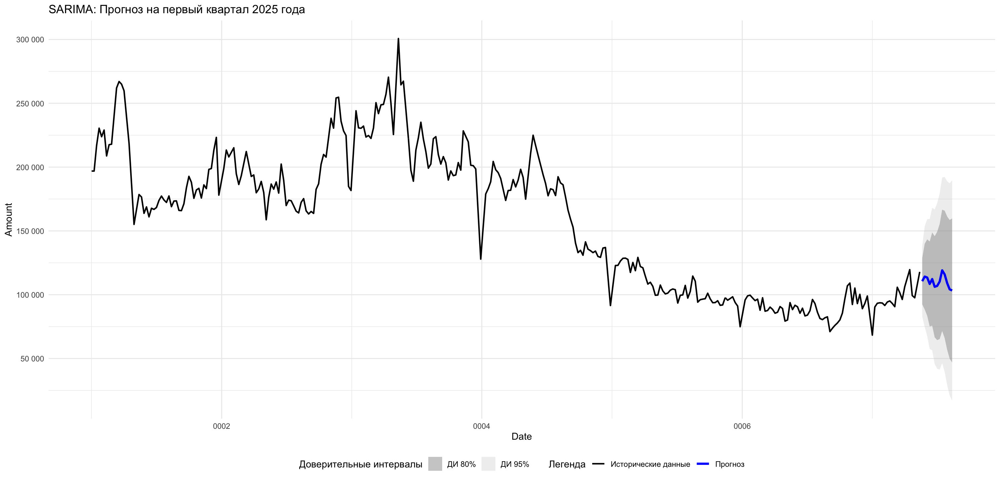 SARIMA: Прогноз на первый квартал 2025 года
300 000
250 000
200 000
150 000
100 000
50 000
Amount
0002
0004
0006
Date
Доверительные интервалы ДИ 80% ДИ 95% Легенда Исторические данные Прогноз